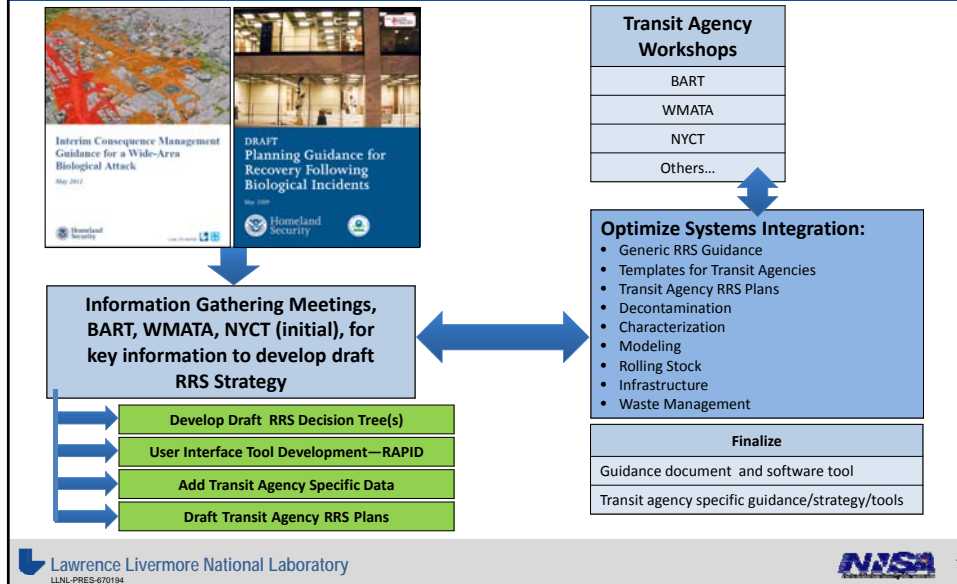 Interim Consequence Management
Guidance for a Wide-Area
Biological Attack
May 2011
Homeland
Security
DRAFT
Planning Guidance for
Recovery Following
Biological Incidents
May 2009
Homeland
Security
Information Gathering Meetings,
BART, WMATA, NYCT (initial), for
key information to develop draft
RRS Strategy
Develop Draft RRS Decision Tree(s)
User Interface Tool Development—RAPID
Add Transit Agency Specific Data
Draft Transit Agency RRS Plans
Transit Agency
Workshops
BART
WMATA
NYCT
Others…
Optimize Systems Integration:
• Generic RRS Guidance
• Templates for Transit Agencies
• Transit Agency RRS Plans
• Decontamination
• Characterization
• Modeling
• Rolling Stock
• Infrastructure
• Waste Management
Finalize
Guidance document and software tool
Transit agency specific guidance/strategy/tools
Lawrence Livermore National Laboratory
LLNL-PRES-670194
NNSA